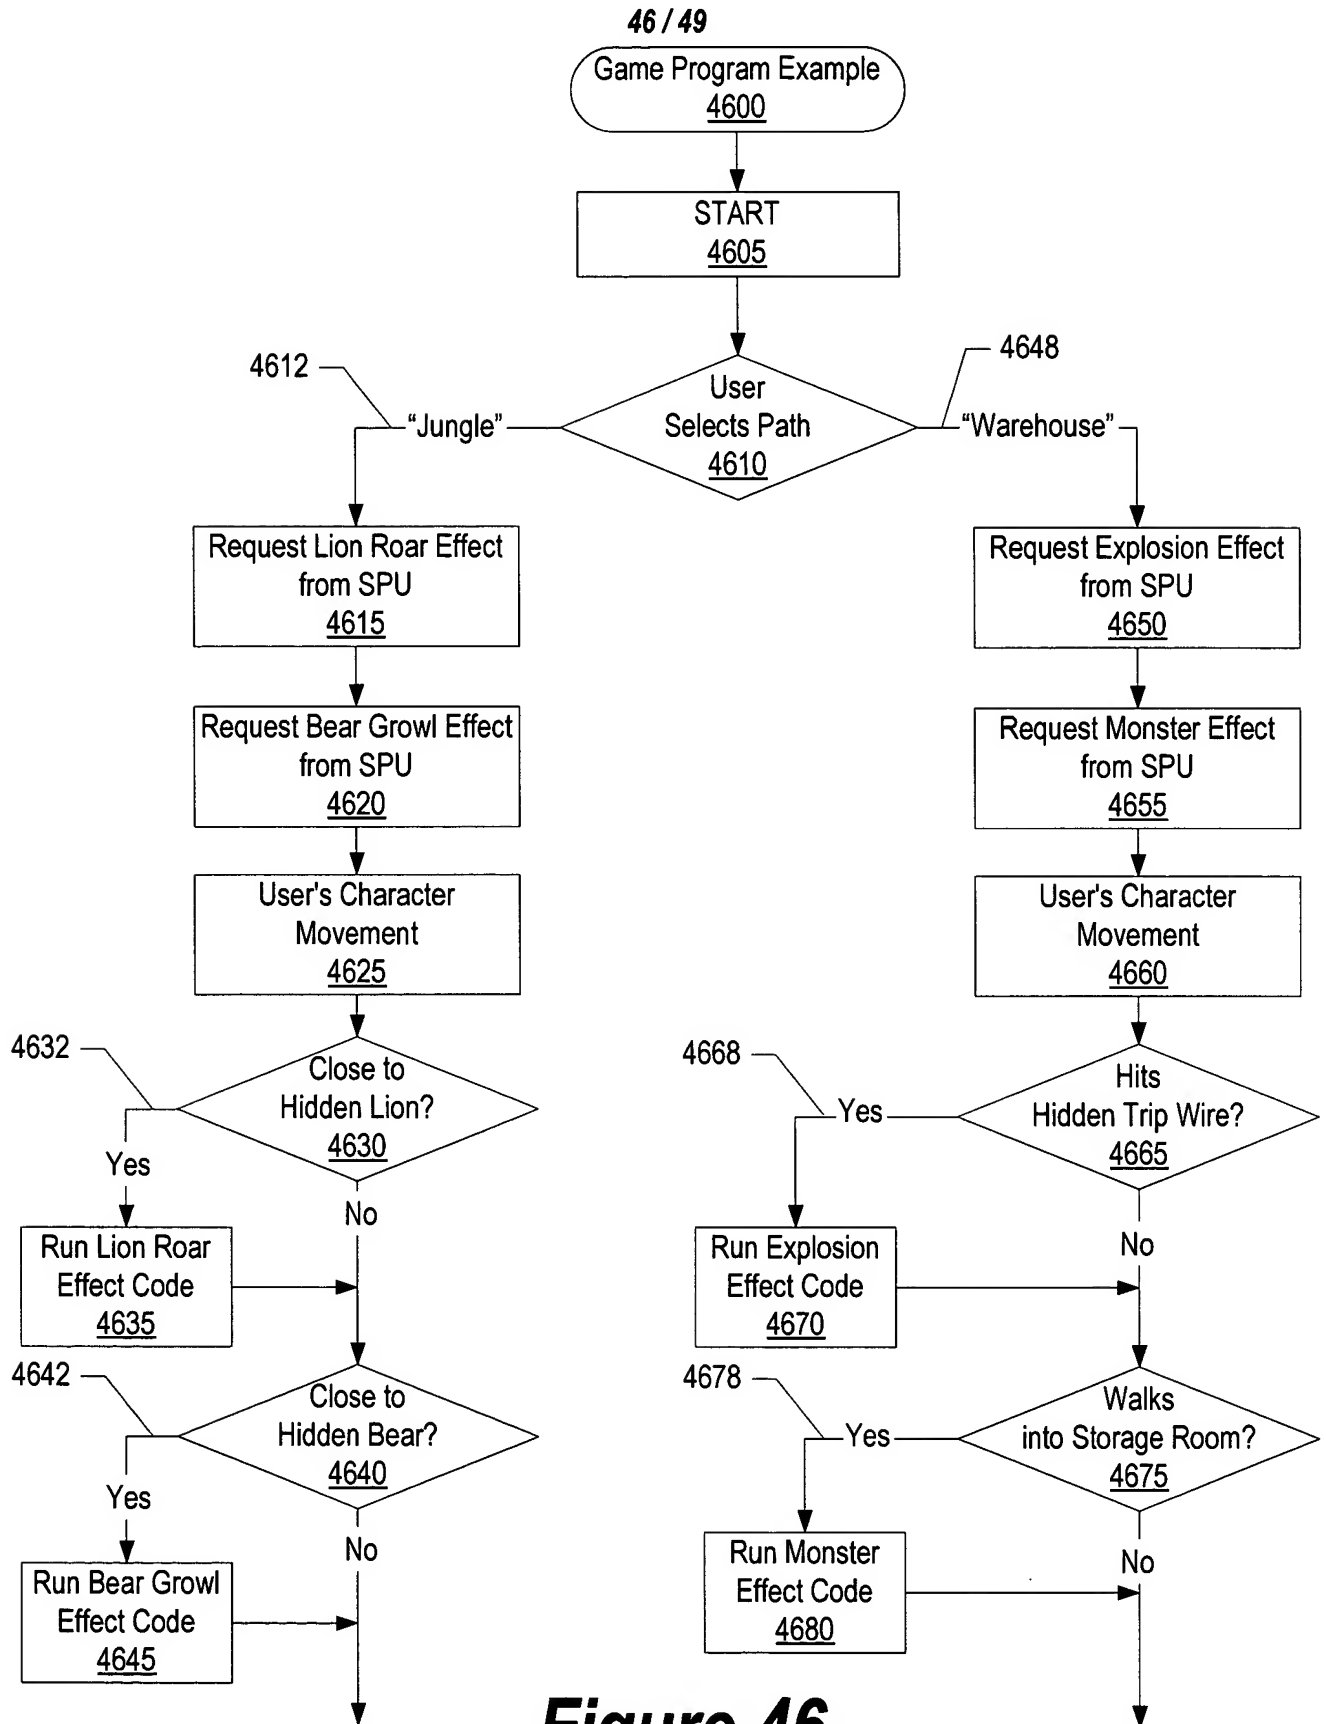 46 / 49
Game Program Example
4600
START
4605
User
Selects Path
4610
4612
"Jungle"
4648
"Warehouse"
Request Lion Roar Effect
from SPU
4615
Request Bear Growl Effect
from SPU
4620
User's Character
Movement
4625
4632
Close to
Hidden Lion?
4630
Yes
No
Run Lion Roar
Effect Code
4635
4642
Close to
Hidden Bear?
4640
Yes
No
Run Bear Growl
Effect Code
4645
Request Explosion Effect
from SPU
4650
Request Monster Effect
from SPU
4655
User's Character
Movement
4660
4668
Yes
Hits
Hidden Trip Wire?
4665
No
Run Explosion
Effect Code
4670
4678
Yes
Walks
into Storage Room?
4675
No
Run Monster
Effect Code
4680
Figure 46